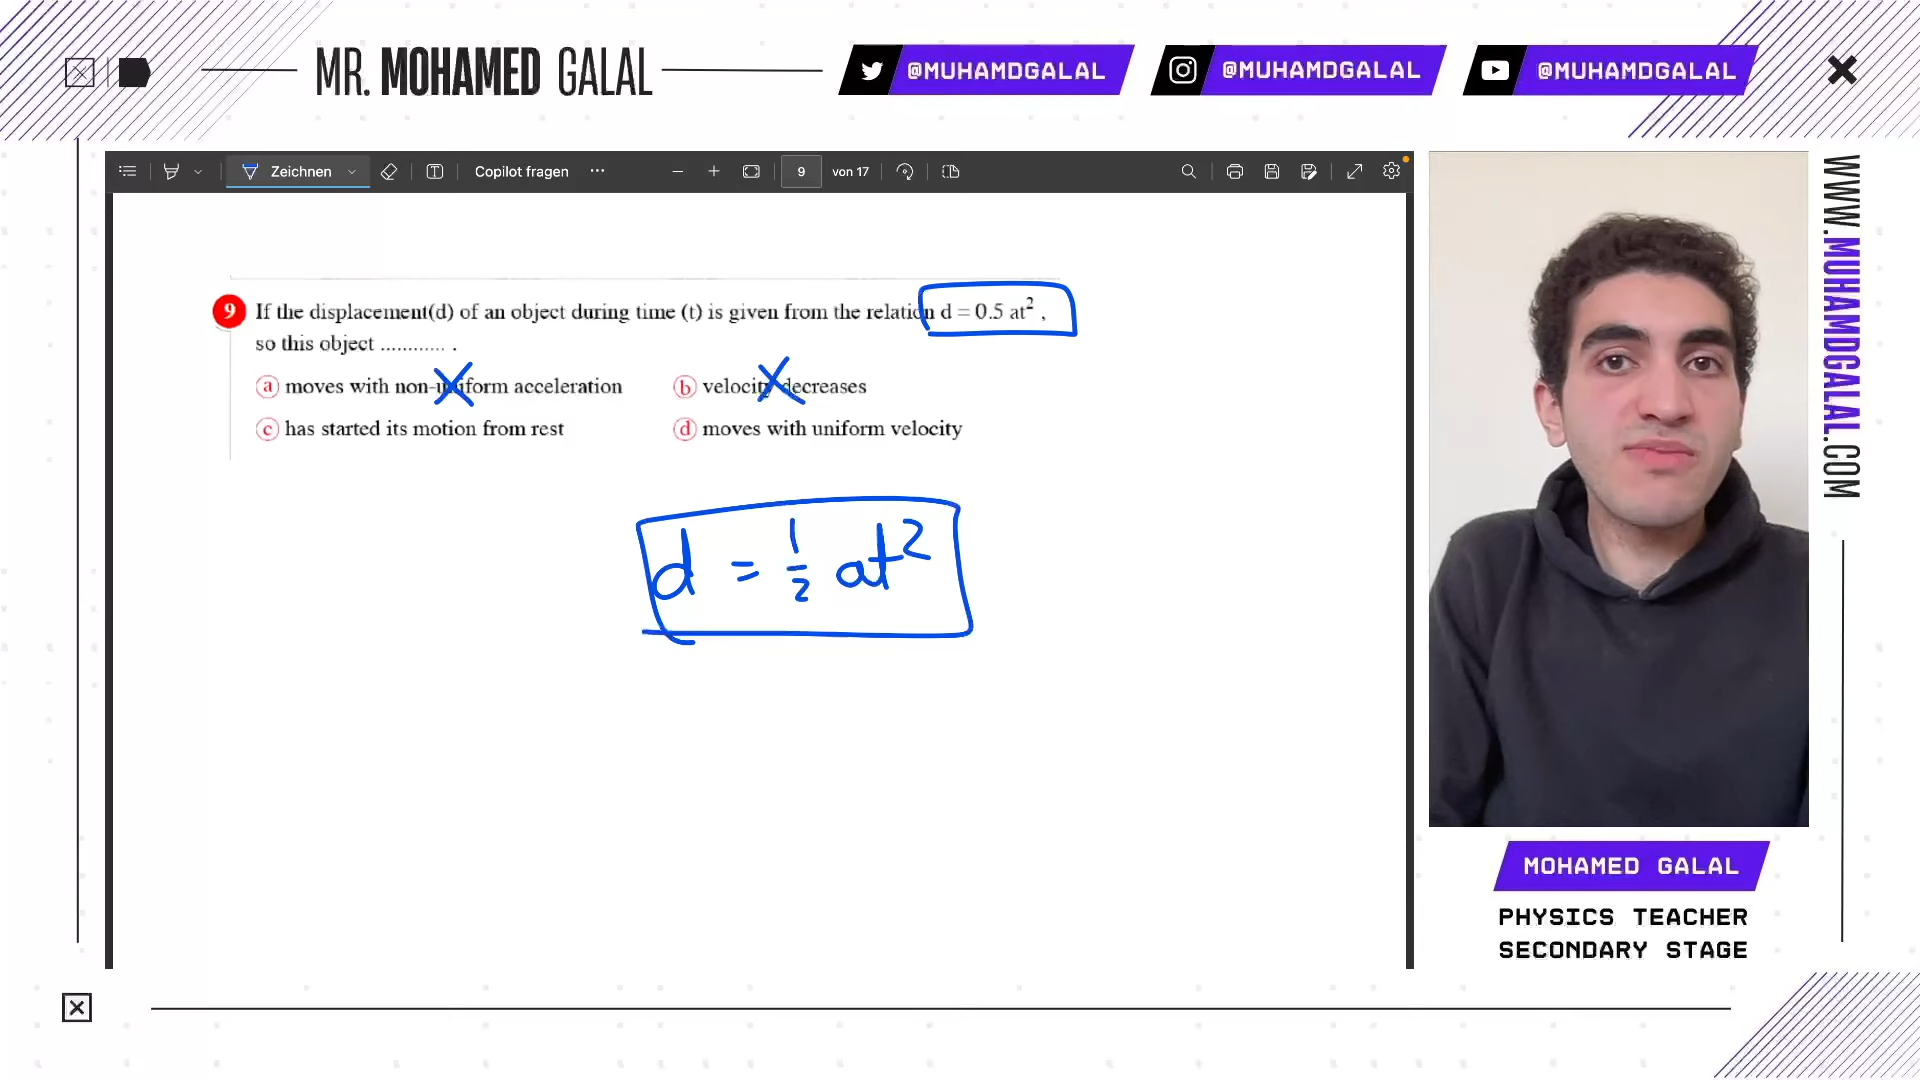 MR. MOHAMED GALAL
@MUHAMDGALAL
@MUHAMDGALAL
@MUHAMDGALAL
Zeichnen
Copilot fragen
9 von 17
9 If the displacement(d) of an object during time (t) is given from the relation d = 0.5 at² ,
so this object ............ .
a moves with non-uniform acceleration
b velocity decreases
c has started its motion from rest
d moves with uniform velocity
d = 1/2 at²
WWW.MUHAMDGALAL.COM
MOHAMED GALAL
PHYSICS TEACHER
SECONDARY STAGE